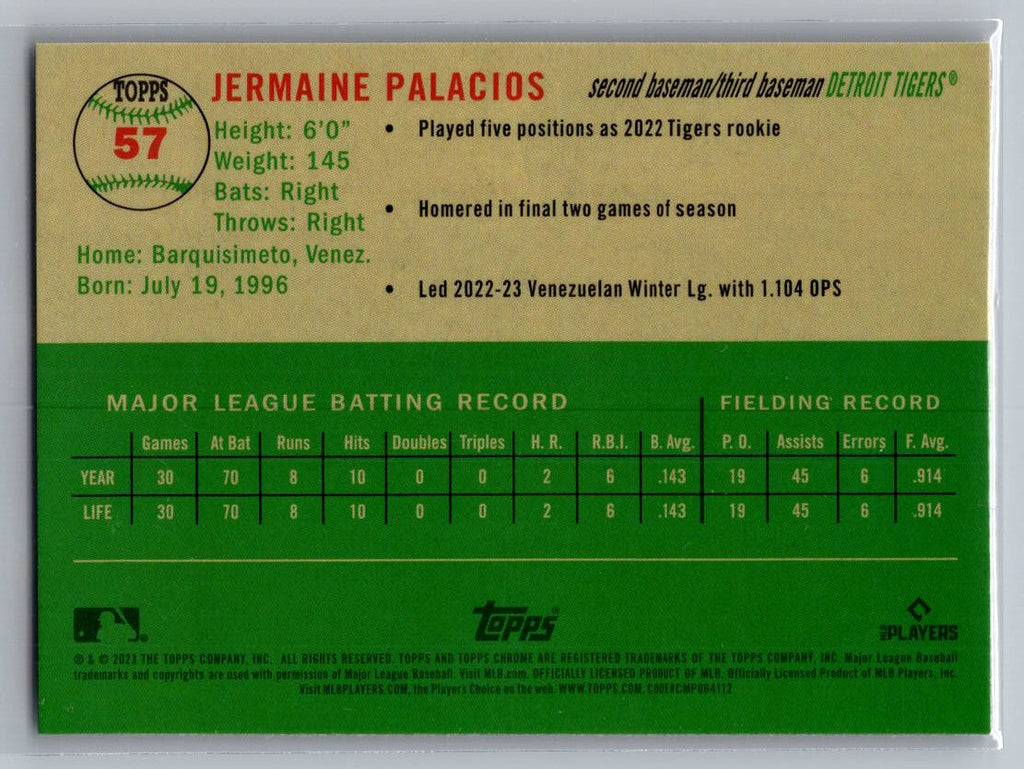 TOPPS
57
JERMAINE PALACIOS
second baseman/third baseman DETROIT TIGERS®
Height: 6'0"
Weight: 145
Bats: Right
Throws: Right
Home: Barquisimeto, Venez.
Born: July 19, 1996
• Played five positions as 2022 Tigers rookie
• Homered in final two games of season
• Led 2022-23 Venezuelan Winter Lg. with 1.104 OPS
MAJOR LEAGUE BATTING RECORD FIELDING RECORD
Games At Bat Runs Hits Doubles Triples H. R. R.B.I. B. Avg. P. O. Assists Errors F. Avg.
YEAR 30 70 8 10 0 0 2 6 .143 19 45 6 .914
LIFE 30 70 8 10 0 0 2 6 .143 19 45 6 .914
Topps®
MLB PLAYERS
® & © 2023 THE TOPPS COMPANY, INC. ALL RIGHTS RESERVED. TOPPS AND TOPPS CHROME ARE REGISTERED TRADEMARKS OF THE TOPPS COMPANY, INC. Major League Baseball
trademarks and copyrights are used with permission of Major League Baseball. Visit MLB.com. OFFICIALLY LICENSED PRODUCT OF MLB. Officially Licensed Product of MLB Players, Inc.
Visit MLBPLAYERS.COM, the Players Choice on the web. WWW.TOPPS.COM. CODE#CMP084112